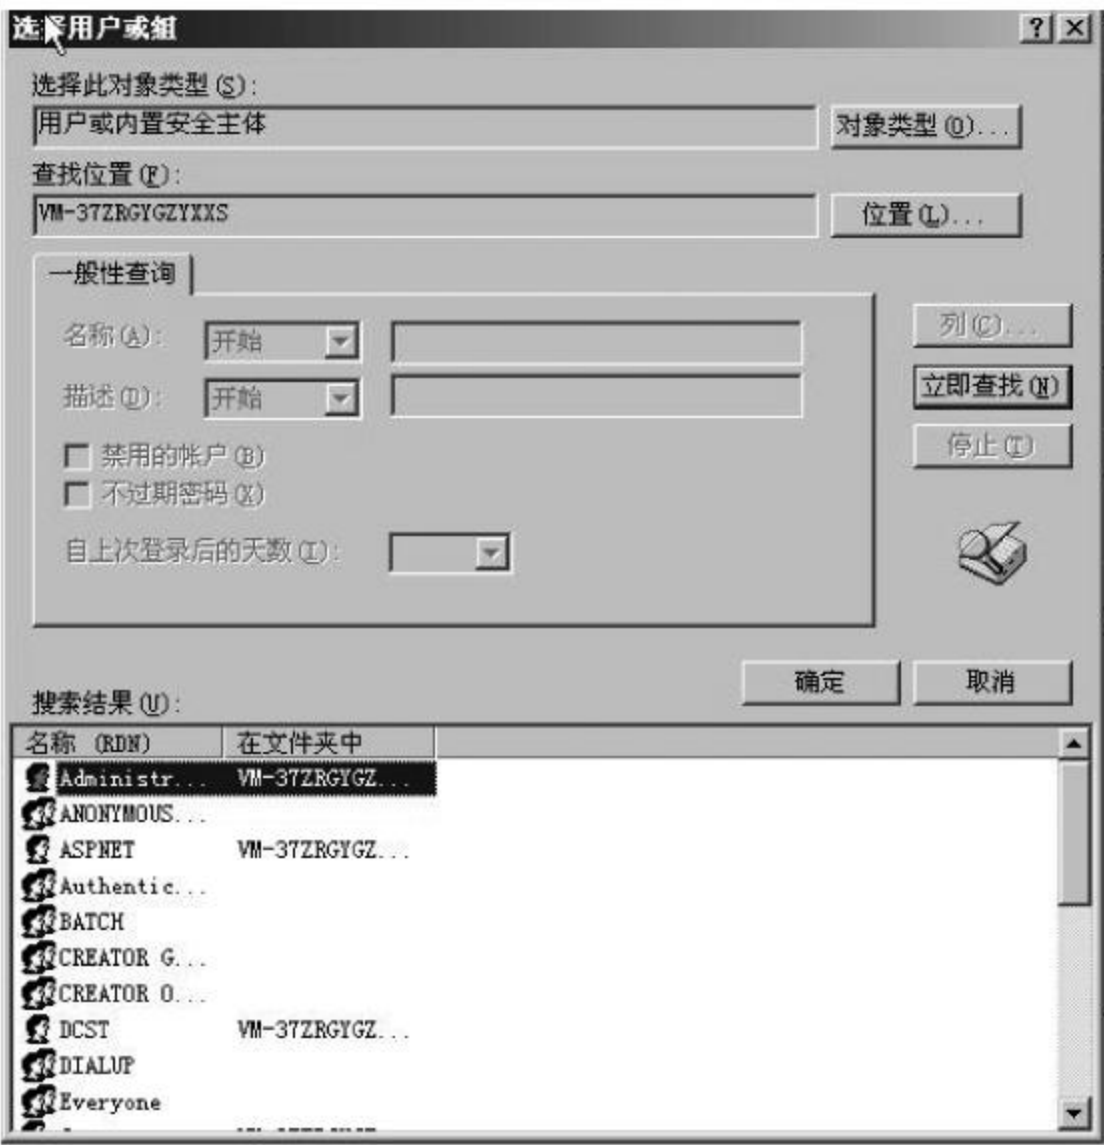 选择用户或组
选择此对象类型(S):
用户或内置安全主体 对象类型(O)...
查找位置(F):
VM-37ZRGYGZYXXS 位置(L)...
一般性查询
名称(A): 开始 列(C)...
描述(D): 开始 立即查找(N)
禁用的帐户(B) 停止(T)
不过期密码(X)
自上次登录后的天数(I):
确定 取消
搜索结果(U):
名称 (RDN) 在文件夹中
Administr... VM-37ZRGYGZ...
ANONYMOUS...
ASPNET VM-37ZRGYGZ...
Authentic...
BATCH
CREATOR G...
CREATOR O...
DCST VM-37ZRGYGZ...
DIALUP
Everyone